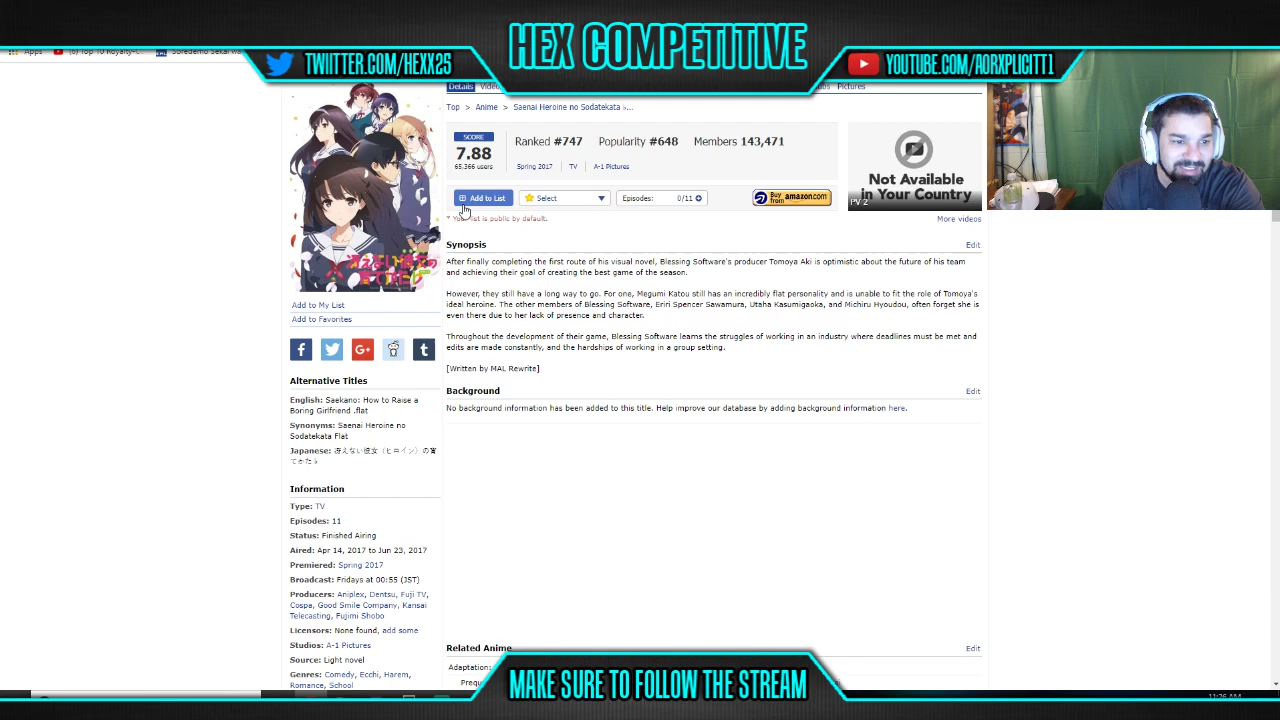 HEX COMPETITIVE
TWIITTER.COM/HEXX25
YOUTUBE.COM/AORXPLICITT1
Apps
Details
Pictures
Top > Anime > Saenai Heroine no Sodatekata ♭...
SCORE
7.88
65,366 users
Ranked #747 Popularity #648 Members 143,471
Spring 2017 TV A-1 Pictures
Add to List
Select
Episodes: 0/11
Buy from amazon.com
Not Available in Your Country
PV 2
* Your list is public by default.
More videos
Synopsis
Edit
After finally completing the first route of his visual novel, Blessing Software's producer Tomoya Aki is optimistic about the future of his team
and achieving their goal of creating the best game of the season.
However, they still have a long way to go. For one, Megumi Katou still has an incredibly flat personality and is unable to fit the role of Tomoya's
ideal heroine. The other members of Blessing Software, Eriri Spencer Sawamura, Utaha Kasumigaoka, and Michiru Hyoudou, often forget she is
even there due to her lack of presence and character.
Throughout the development of their game, Blessing Software learns the struggles of working in an industry where deadlines must be met and
edits are made constantly, and the hardships of working in a group setting.
[Written by MAL Rewrite]
Background
Edit
No background information has been added to this title. Help improve our database by adding background information here.
Related Anime
Edit
Adaptation:
冴えない彼女の育てかた♭
Add to My List
Add to Favorites
Alternative Titles
English: Saekano: How to Raise a
Boring Girlfriend .flat
Synonyms: Saenai Heroine no
Sodatekata Flat
Japanese: 冴えない彼女（ヒロイン）の育
てかた♭
Information
Type: TV
Episodes: 11
Status: Finished Airing
Aired: Apr 14, 2017 to Jun 23, 2017
Premiered: Spring 2017
Broadcast: Fridays at 00:55 (JST)
Producers: Aniplex, Dentsu, Fuji TV,
Cospa, Good Smile Company, Kansai
Telecasting, Fujimi Shobo
Licensors: None found, add some
Studios: A-1 Pictures
Source: Light novel
Genres: Comedy, Ecchi, Harem,
Romance, School
MAKE SURE TO FOLLOW THE STREAM